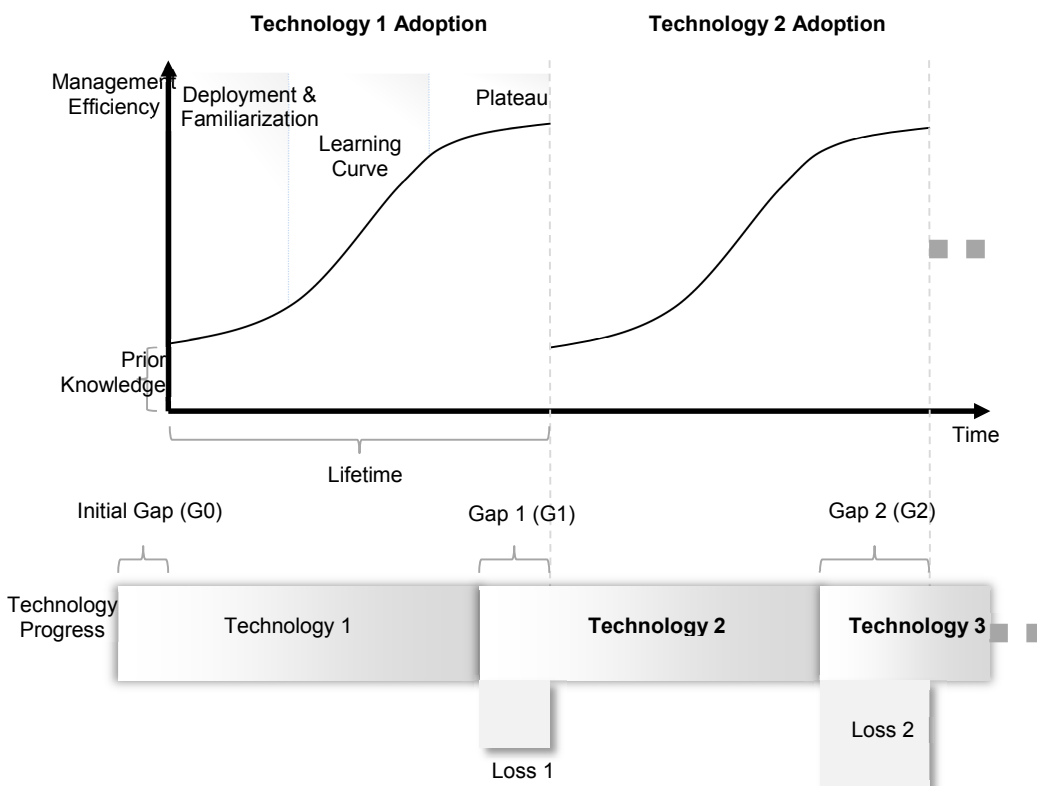 Technology 1 Adoption
Technology 2 Adoption
Management
Efficiency
Deployment &
Familiarization
Learning
Curve
Plateau
Prior
Knowledge
Time
Lifetime
Initial Gap (G0)
Gap 1 (G1)
Gap 2 (G2)
Technology
Progress
Technology 1
Technology 2
Technology 3
Loss 1
Loss 2